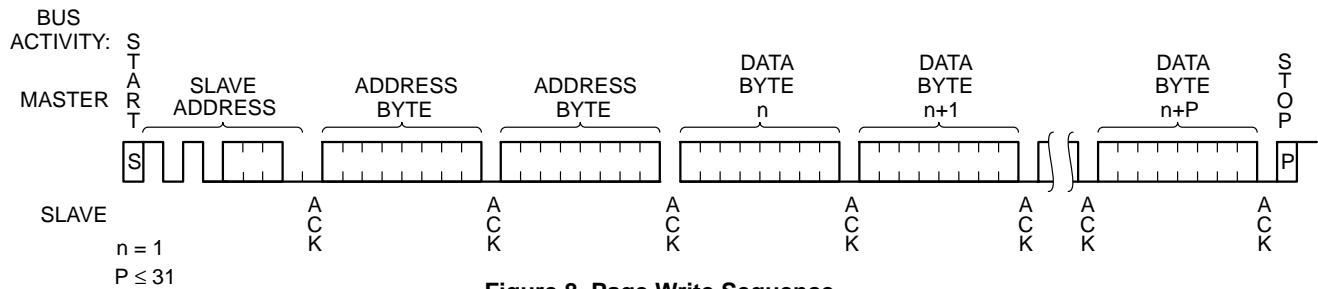 BUS
ACTIVITY:
MASTER
START
SLAVE
ADDRESS
ADDRESS
BYTE
ADDRESS
BYTE
DATA
BYTE
n
DATA
BYTE
n+1
DATA
BYTE
n+P
STOP
S
P
SLAVE
ACK
ACK
ACK
ACK
ACK
ACK
ACK
n = 1
P ≤ 31
Figure 8. Page Write Sequence